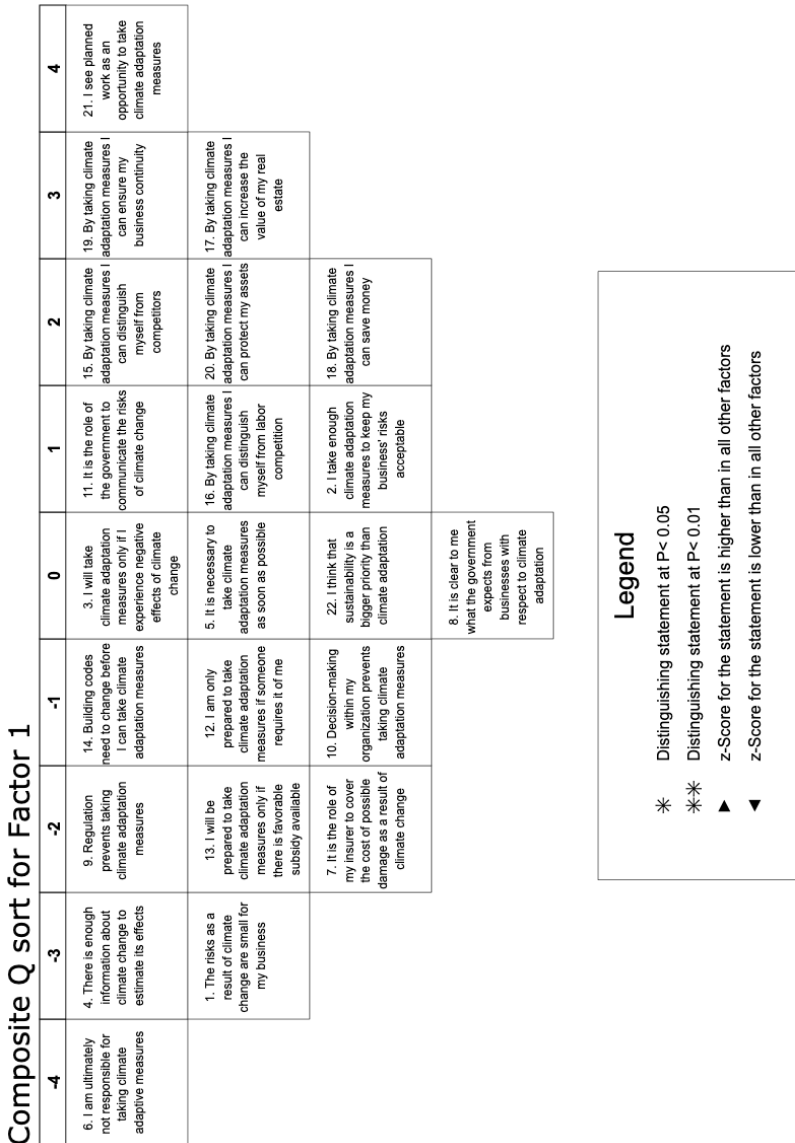 Composite Q sort for Factor 1
-4
-3
-2
-1
0
1
2
3
4
6. I am ultimately
not responsible for
taking climate
adaptive measures
4. There is enough
information about
climate change to
estimate its effects
9. Regulation
prevents taking
climate adaptation
measures
14. Building codes
need to change before
I can take climate
adaptation measures
3. I will take
climate adaptation
measures only if I
experience negative
effects of climate
change
11. It is the role of
the government to
communicate the risks
of climate change
15. By taking climate
adaptation measures I
can distinguish
myself from
competitors
19. By taking climate
adaptation measures I
can ensure my
business continuity
21. I see planned
work as an
opportunity to take
climate adaptation
measures
1. The risks as a
result of climate
change are small for
my business
13. I will be
prepared to take
climate adaptation
measures only if
there is favorable
subsidy available
12. I am only
prepared to take
climate adaptation
measures if someone
requires it of me
5. It is necessary to
take climate
adaptation measures
as soon as possible
16. By taking climate
adaptation measures I
can distinguish
myself from labor
competition
20. By taking climate
adaptation measures I
can protect my assets
17. By taking climate
adaptation measures I
can increase the
value of my real
estate
7. It is the role of
my insurer to cover
the cost of possible
damage as a result of
climate change
10. Decision-making
within my
organization prevents
taking climate
adaptation measures
22. I think that
sustainability is a
bigger priority than
climate adaptation
2. I take enough
climate adaptation
measures to keep my
business' risks
acceptable
18. By taking climate
adaptation measures I
can save money
8. It is clear to me
what the government
expects from
businesses with
respect to climate
adaptation
Legend
* Distinguishing statement at P< 0.05
** Distinguishing statement at P< 0.01
► z-Score for the statement is higher than in all other factors
◄ z-Score for the statement is lower than in all other factors